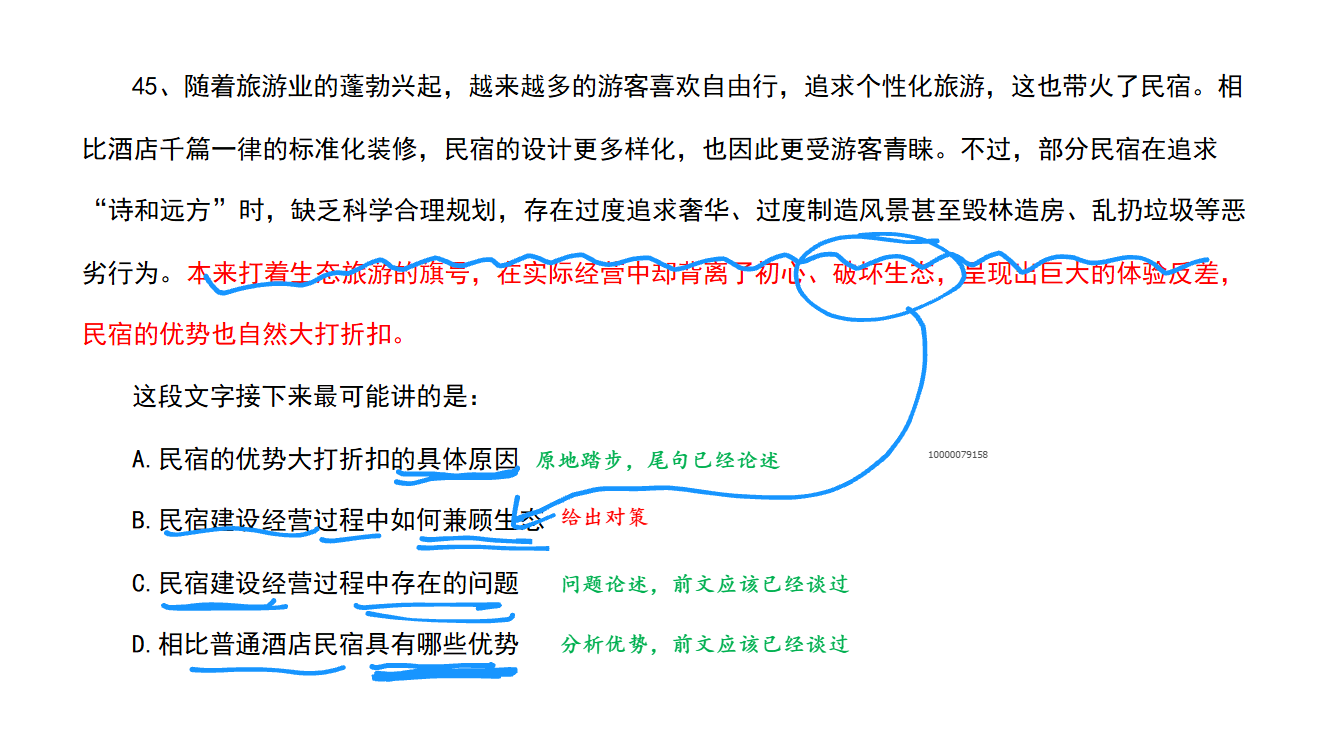 45、随着旅游业的蓬勃兴起，越来越多的游客喜欢自由行，追求个性化旅游，这也带火了民宿。相
比酒店千篇一律的标准化装修，民宿的设计更多样化，也因此更受游客青睐。不过，部分民宿在追求
“诗和远方”时，缺乏科学合理规划，存在过度追求奢华、过度制造风景甚至毁林造房、乱扔垃圾等恶
劣行为。本来打着生态旅游的旗号，在实际经营中却背离了初心、破坏生态，呈现出巨大的体验反差，
民宿的优势也自然大打折扣。
这段文字接下来最可能讲的是：
A.民宿的优势大打折扣的具体原因 原地踏步，尾句已经论述
10000079158
B.民宿建设经营过程中如何兼顾生态 给出对策
C.民宿建设经营过程中存在的问题 问题论述，前文应该已经谈过
D.相比普通酒店民宿具有哪些优势 分析优势，前文应该已经谈过